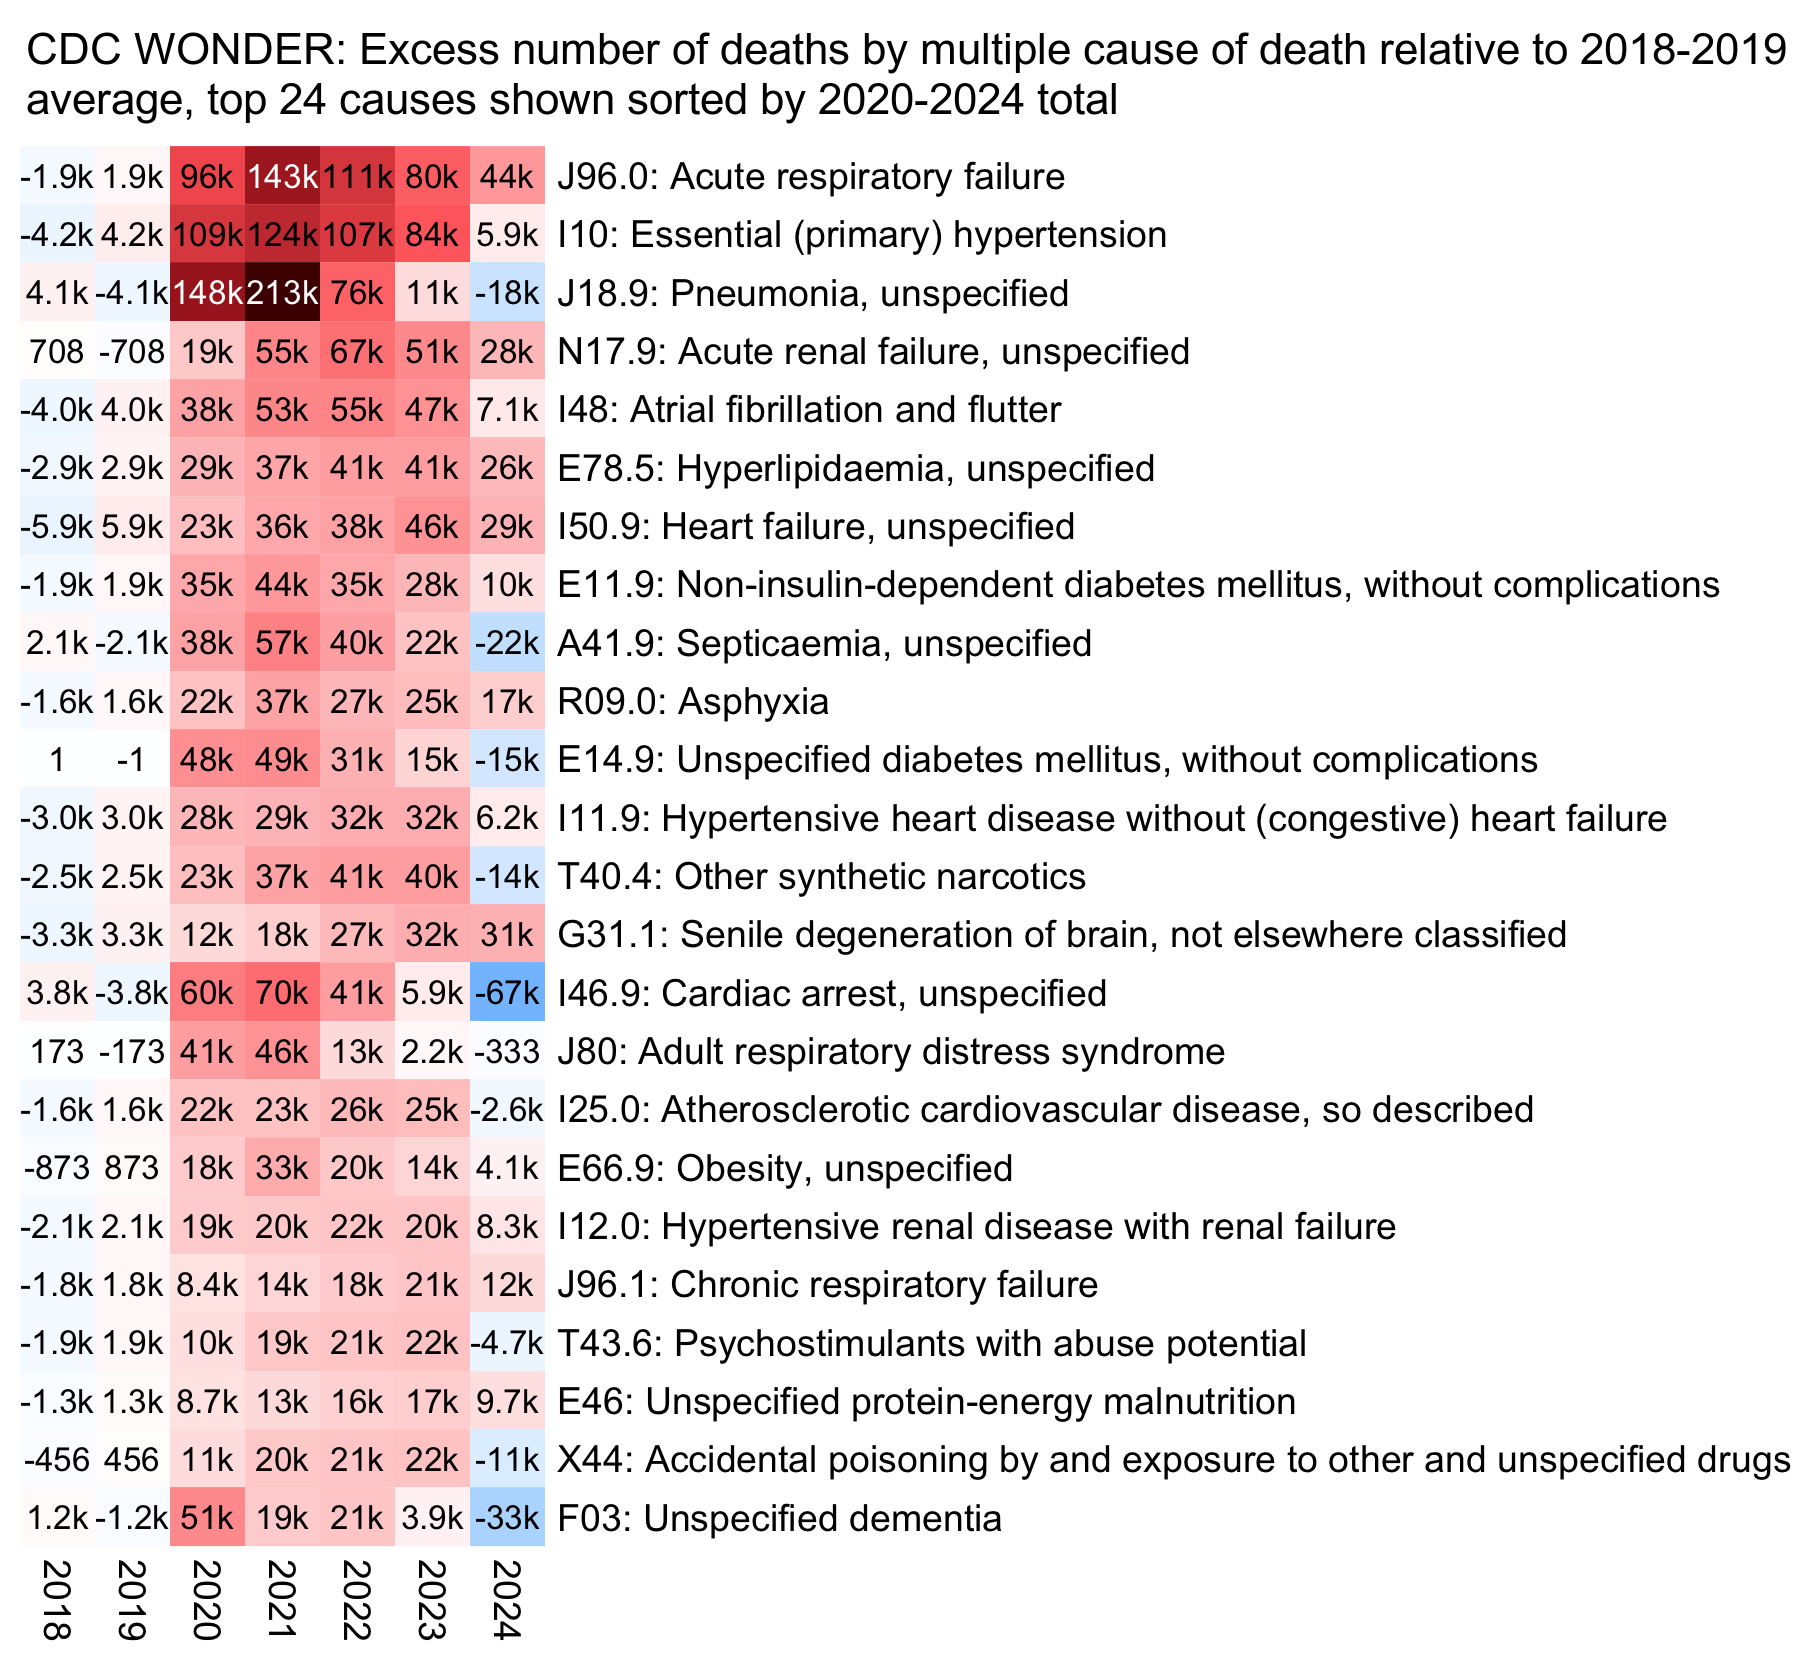 CDC WONDER: Excess number of deaths by multiple cause of death relative to 2018-2019
average, top 24 causes shown sorted by 2020-2024 total
-1.9k 1.9k 96k 143k 111k 80k 44k J96.0: Acute respiratory failure
-4.2k 4.2k 109k 124k 107k 84k 5.9k I10: Essential (primary) hypertension
4.1k -4.1k 148k 213k 76k 11k -18k J18.9: Pneumonia, unspecified
708 -708 19k 55k 67k 51k 28k N17.9: Acute renal failure, unspecified
-4.0k 4.0k 38k 53k 55k 47k 7.1k I48: Atrial fibrillation and flutter
-2.9k 2.9k 29k 37k 41k 41k 26k E78.5: Hyperlipidaemia, unspecified
-5.9k 5.9k 23k 36k 38k 46k 29k I50.9: Heart failure, unspecified
-1.9k 1.9k 35k 44k 35k 28k 10k E11.9: Non-insulin-dependent diabetes mellitus, without complications
2.1k -2.1k 38k 57k 40k 22k -22k A41.9: Septicaemia, unspecified
-1.6k 1.6k 22k 37k 27k 25k 17k R09.0: Asphyxia
1 -1 48k 49k 31k 15k -15k E14.9: Unspecified diabetes mellitus, without complications
-3.0k 3.0k 28k 29k 32k 32k 6.2k I11.9: Hypertensive heart disease without (congestive) heart failure
-2.5k 2.5k 23k 37k 41k 40k -14k T40.4: Other synthetic narcotics
-3.3k 3.3k 12k 18k 27k 32k 31k G31.1: Senile degeneration of brain, not elsewhere classified
3.8k -3.8k 60k 70k 41k 5.9k -67k I46.9: Cardiac arrest, unspecified
173 -173 41k 46k 13k 2.2k -333 J80: Adult respiratory distress syndrome
-1.6k 1.6k 22k 23k 26k 25k -2.6k I25.0: Atherosclerotic cardiovascular disease, so described
-873 873 18k 33k 20k 14k 4.1k E66.9: Obesity, unspecified
-2.1k 2.1k 19k 20k 22k 20k 8.3k I12.0: Hypertensive renal disease with renal failure
-1.8k 1.8k 8.4k 14k 18k 21k 12k J96.1: Chronic respiratory failure
-1.9k 1.9k 10k 19k 21k 22k -4.7k T43.6: Psychostimulants with abuse potential
-1.3k 1.3k 8.7k 13k 16k 17k 9.7k E46: Unspecified protein-energy malnutrition
-456 456 11k 20k 21k 22k -11k X44: Accidental poisoning by and exposure to other and unspecified drugs
1.2k -1.2k 51k 19k 21k 3.9k -33k F03: Unspecified dementia
2018 2019 2020 2021 2022 2023 2024